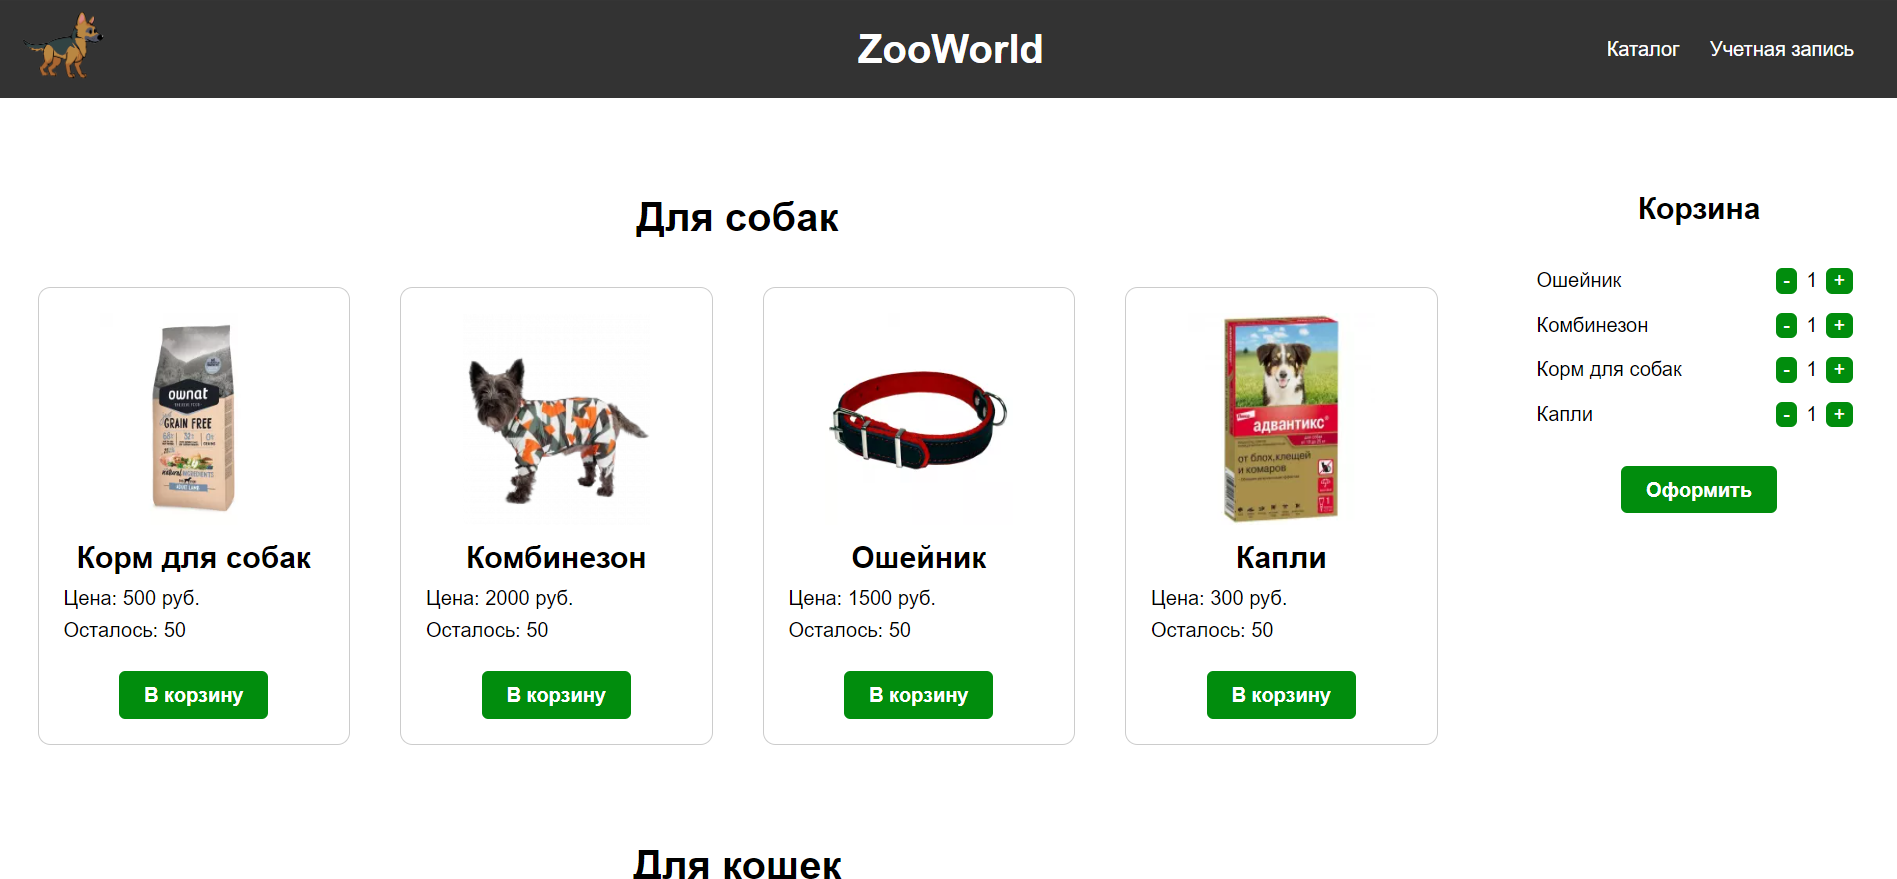 ZooWorld
Каталог
Учетная запись
Для собак
ownat
GRAIN FREE
Корм для собак
Цена: 500 руб.
Осталось: 50
В корзину
Комбинезон
Цена: 2000 руб.
Осталось: 50
В корзину
Ошейник
Цена: 1500 руб.
Осталось: 50
В корзину
адвантикс
от блох,клещей
и комаров
Капли
Цена: 300 руб.
Осталось: 50
В корзину
Корзина
Ошейник - 1 +
Комбинезон - 1 +
Корм для собак - 1 +
Капли - 1 +
Оформить
Для кошек